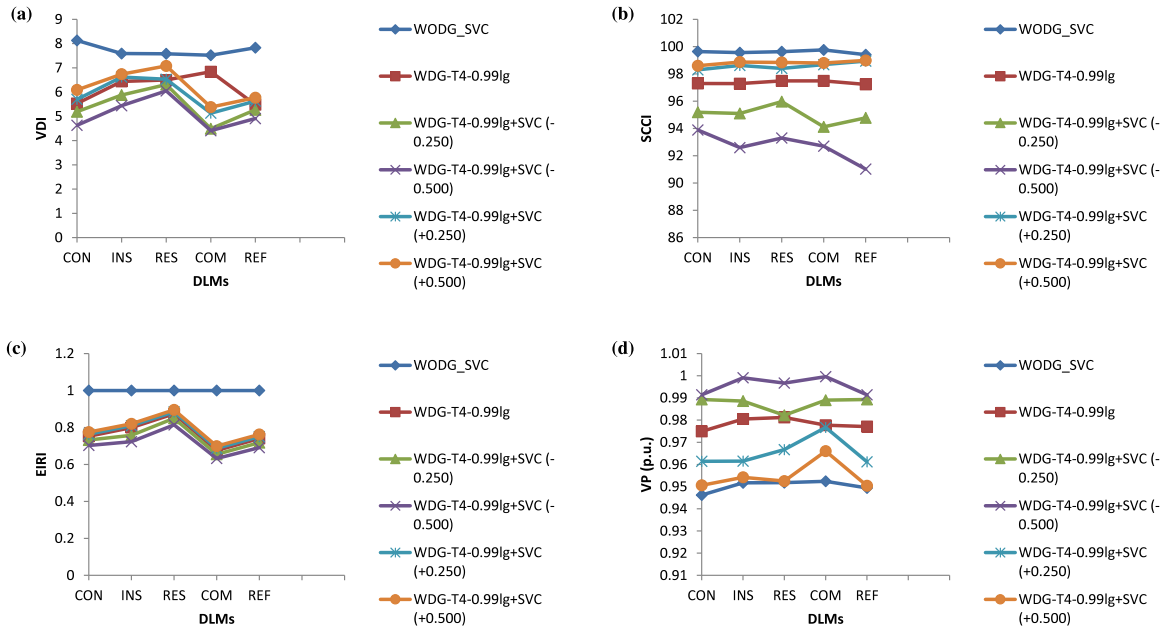 (a)
9
8
7
6
5
4
3
2
1
0
VDI
CON INS RES COM REF
DLMs
WODG_SVC
WDG-T4-0.99lg
WDG-T4-0.99lg+SVC (-
0.250)
WDG-T4-0.99lg+SVC (-
0.500)
WDG-T4-0.99lg+SVC
(+0.250)
WDG-T4-0.99lg+SVC
(+0.500)
(b)
102
100
98
96
94
92
90
88
86
SCCI
CON INS RES COM REF
DLMs
WODG_SVC
WDG-T4-0.99lg
WDG-T4-0.99lg+SVC (-
0.250)
WDG-T4-0.99lg+SVC (-
0.500)
WDG-T4-0.99lg+SVC
(+0.250)
WDG-T4-0.99lg+SVC
(+0.500)
(c)
1.2
1
0.8
0.6
0.4
0.2
0
EIRI
CON INS RES COM REF
DLMs
WODG_SVC
WDG-T4-0.99lg
WDG-T4-0.99lg+SVC (-
0.250)
WDG-T4-0.99lg+SVC (-
0.500)
WDG-T4-0.99lg+SVC
(+0.250)
WDG-T4-0.99lg+SVC
(+0.500)
(d)
1.01
1
0.99
0.98
0.97
0.96
0.95
0.94
0.93
0.92
0.91
VP (p.u.)
CON INS RES COM REF
DLMs
WODG_SVC
WDG-T4-0.99lg
WDG-T4-0.99lg+SVC (-
0.250)
WDG-T4-0.99lg+SVC (-
0.500)
WDG-T4-0.99lg+SVC
(+0.250)
WDG-T4-0.99lg+SVC
(+0.500)